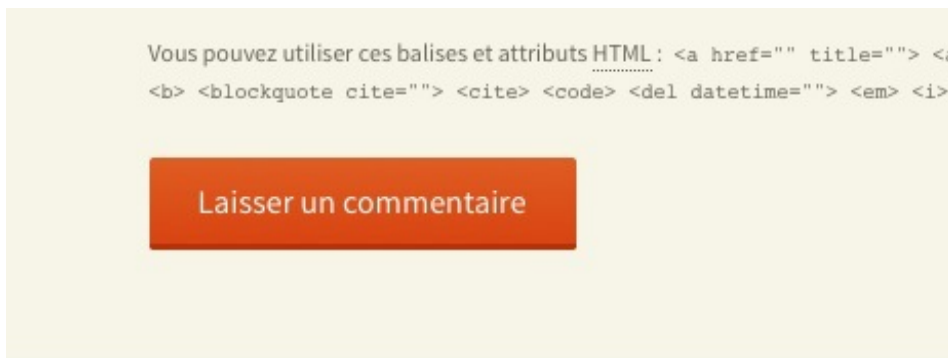 Vous pouvez utiliser ces balises et attributs HTML : <a href="" title="">
<b> <blockquote cite=""> <cite> <code> <del datetime=""> <em> <i>
Laisser un commentaire